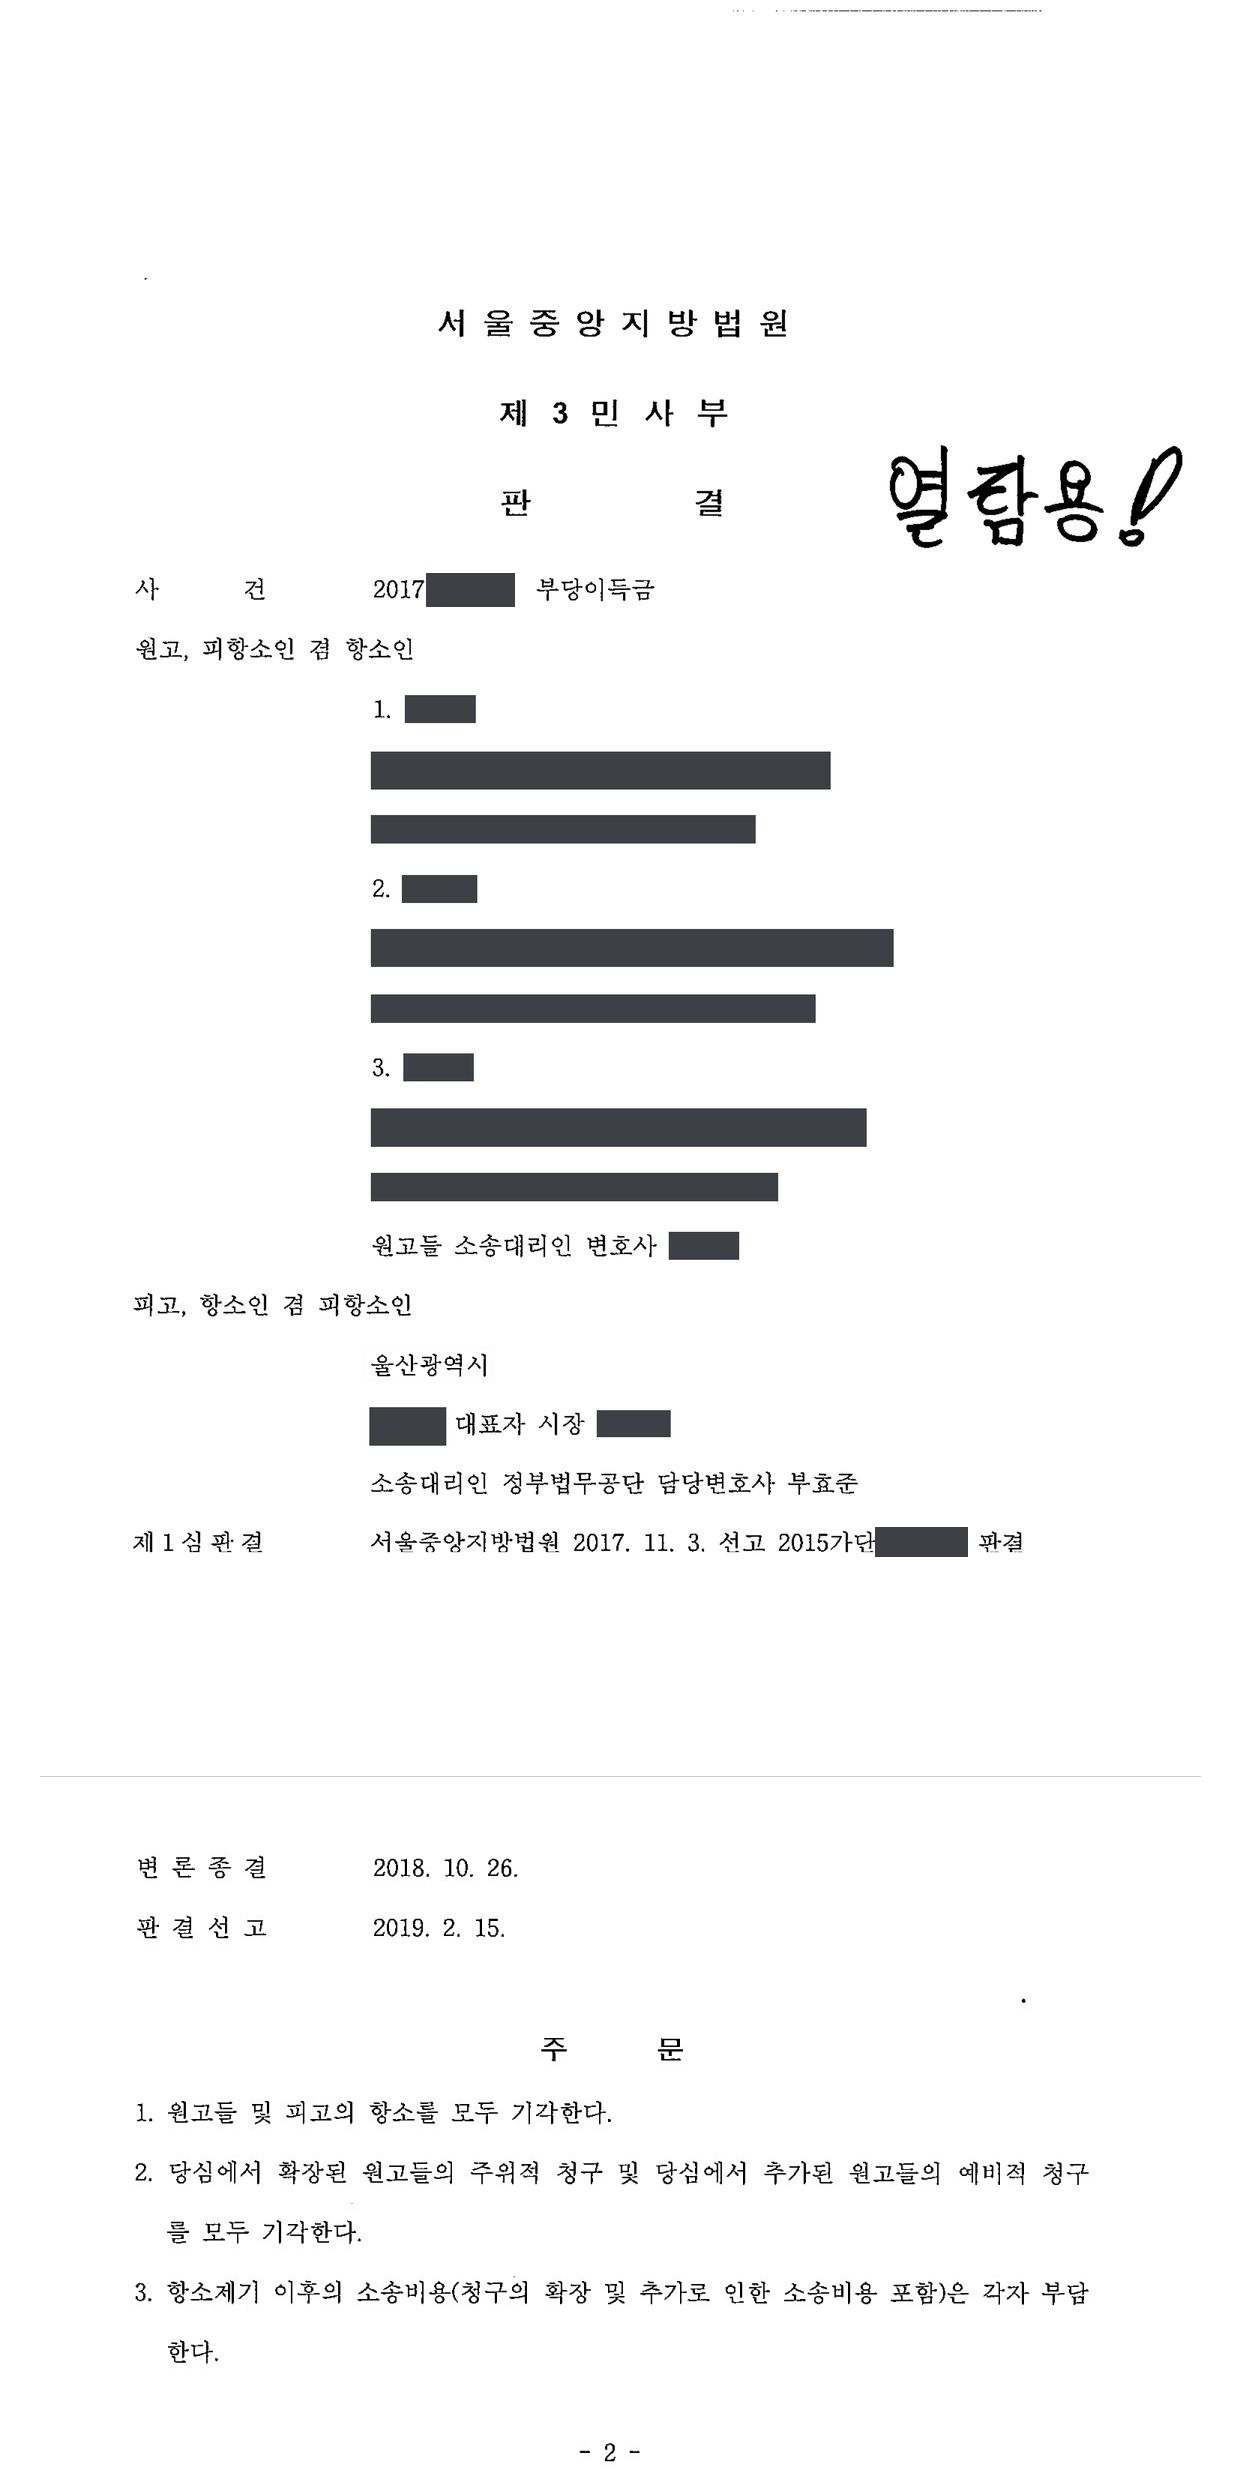 서울중앙지방법원
제 3 민 사 부
판 결
열람용!
사 건 2017 부당이득금
원고, 피항소인 겸 항소인
1.
2.
3.
원고들 소송대리인 변호사
피고, 항소인 겸 피항소인
울산광역시
대표자 시장
소송대리인 정부법무공단 담당변호사 부효준
제1심판결 서울중앙지방법원 2017. 11. 3. 선고 2015가단 판결
변론종결 2018. 10. 26.
판결선고 2019. 2. 15.
주 문
1. 원고들 및 피고의 항소를 모두 기각한다.
2. 당심에서 확장된 원고들의 주위적 청구 및 당심에서 추가된 원고들의 예비적 청구
를 모두 기각한다.
3. 항소제기 이후의 소송비용(청구의 확장 및 추가로 인한 소송비용 포함)은 각자 부담
한다.
- 2 -